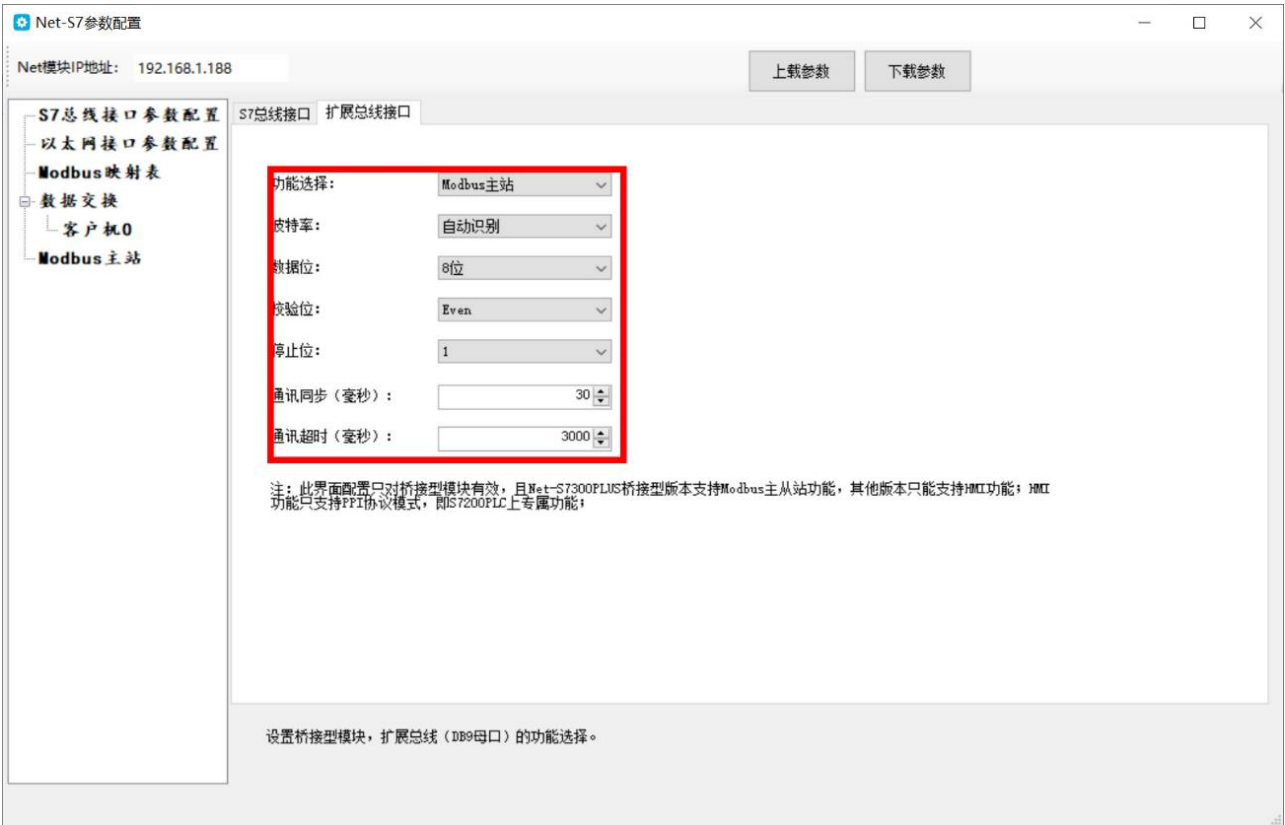 Net-S7参数配置
Net模块IP地址： 192.168.1.188
上载参数 下载参数
S7总线接口参数配置
以太网接口参数配置
Modbus映射表
数据交换
客户机0
Modbus主站
S7总线接口 扩展总线接口
功能选择： Modbus主站
波特率： 自动识别
数据位： 8位
校验位： Even
停止位： 1
通讯同步（毫秒）： 30
通讯超时（毫秒）： 3000
注：此界面配置只对桥接型模块有效，且Net-S7300PLUS桥接型版本支持Modbus主从站功能，其他版本只能支持HMI功能；HMI
功能只支持PPI协议模式，即S7200PLC上专属功能；
设置桥接型模块，扩展总线（DB9母口）的功能选择。